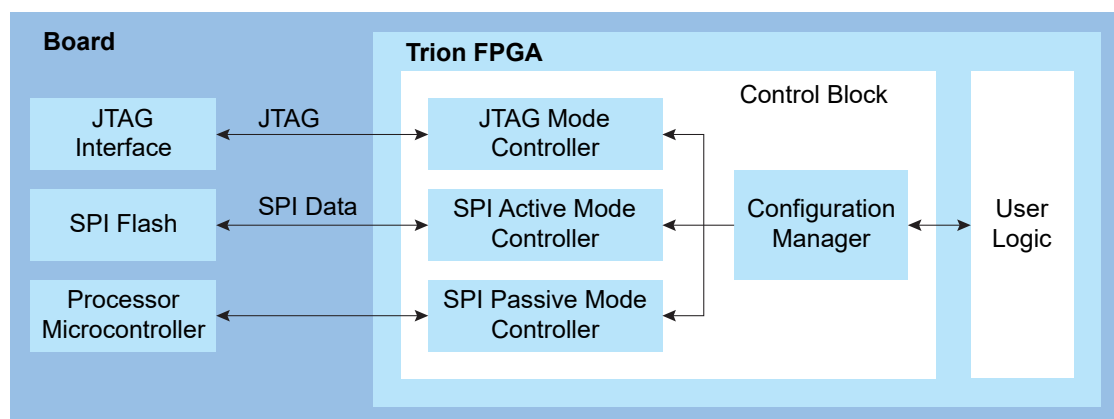 Board
Trion FPGA
Control Block
JTAG
Interface
JTAG
JTAG Mode
Controller
SPI Flash
SPI Data
SPI Active Mode
Controller
Configuration
Manager
User
Logic
Processor
Microcontroller
SPI Passive Mode
Controller